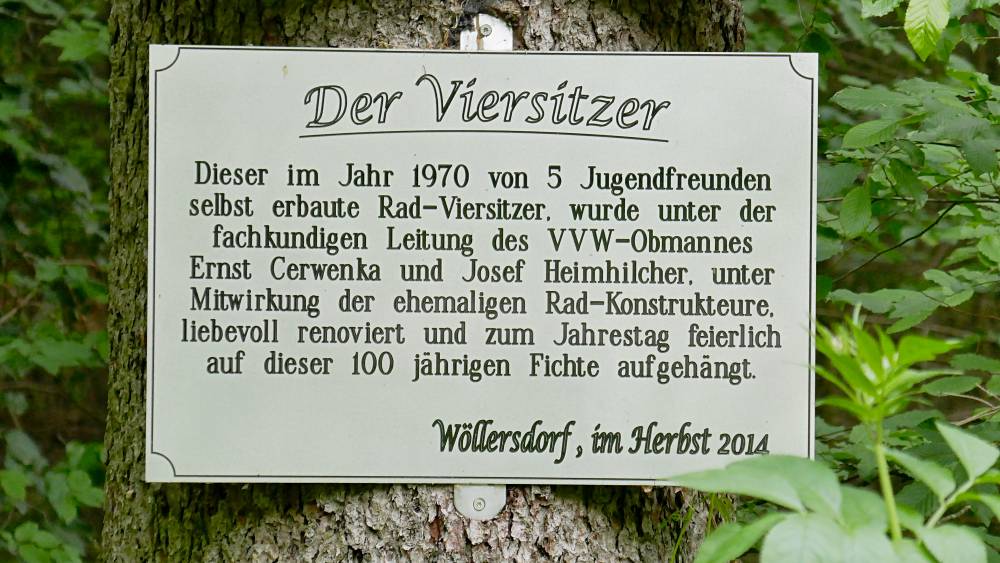 Der Viersitzer
Dieser im Jahr 1970 von 5 Jugendfreunden
selbst erbaute Rad-Viersitzer, wurde unter der
fachkundigen Leitung des VVW-Obmannes
Ernst Cerwenka und Josef Heimhilcher, unter
Mitwirkung der ehemaligen Rad-Konstrukteure,
liebevoll renoviert und zum Jahrestag feierlich
auf dieser 100 jährigen Fichte aufgehängt.
Wöllersdorf, im Herbst 2014